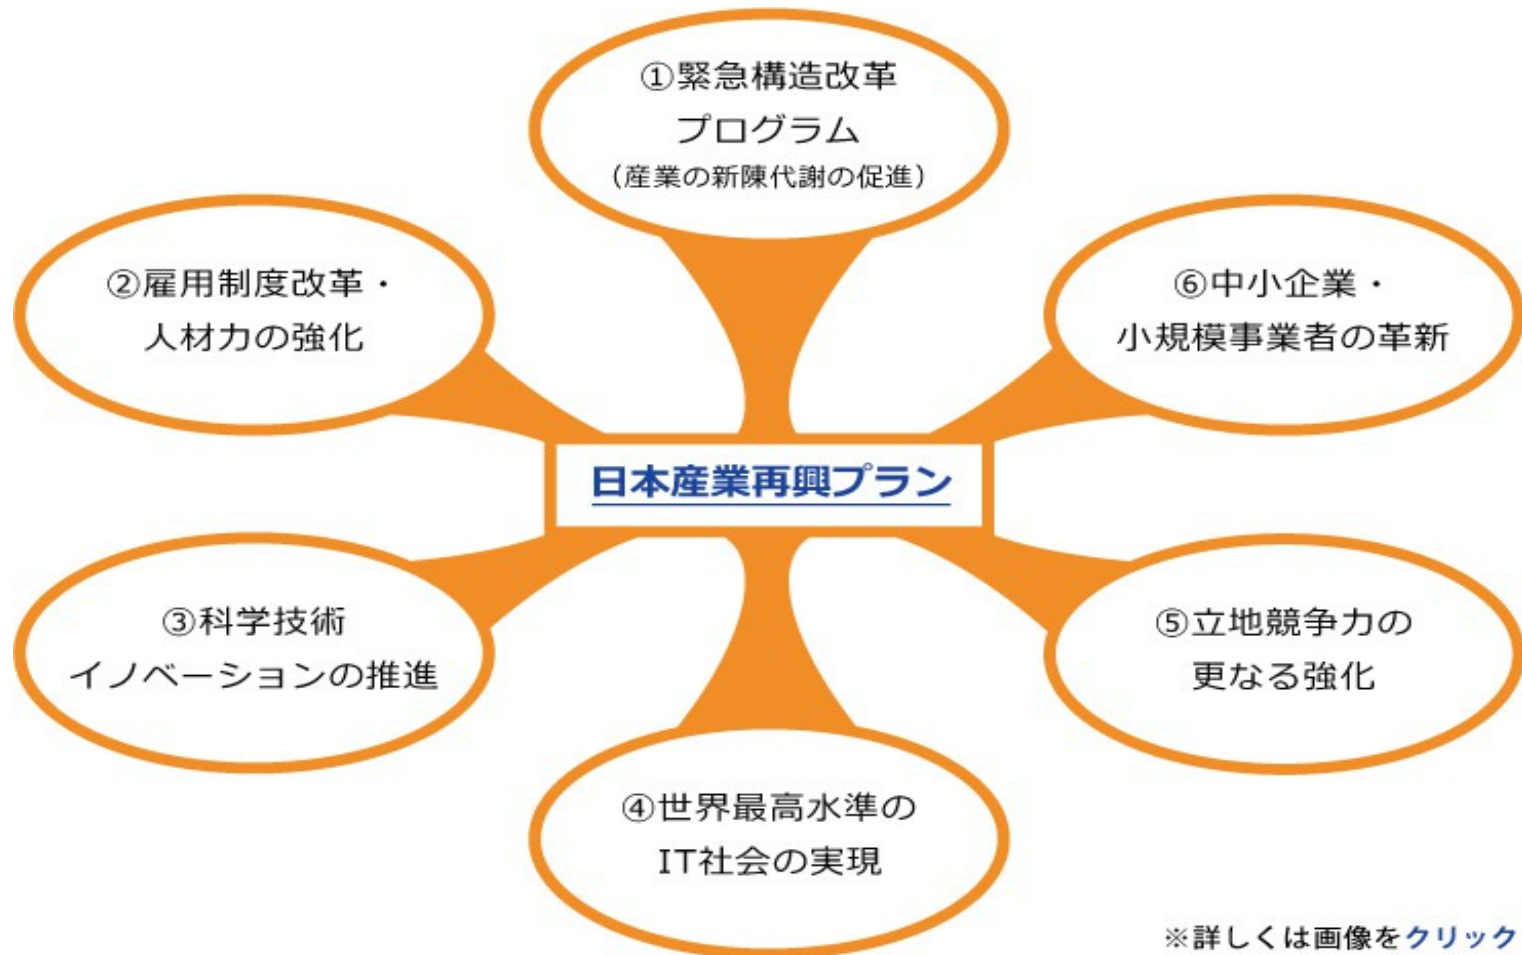 ①緊急構造改革
プログラム
（産業の新陳代謝の促進）
②雇用制度改革・
人材力の強化
⑥中小企業・
小規模事業者の革新
日本産業再興プラン
③科学技術
イノベーションの推進
⑤立地競争力の
更なる強化
④世界最高水準の
IT社会の実現
※詳しくは画像をクリック